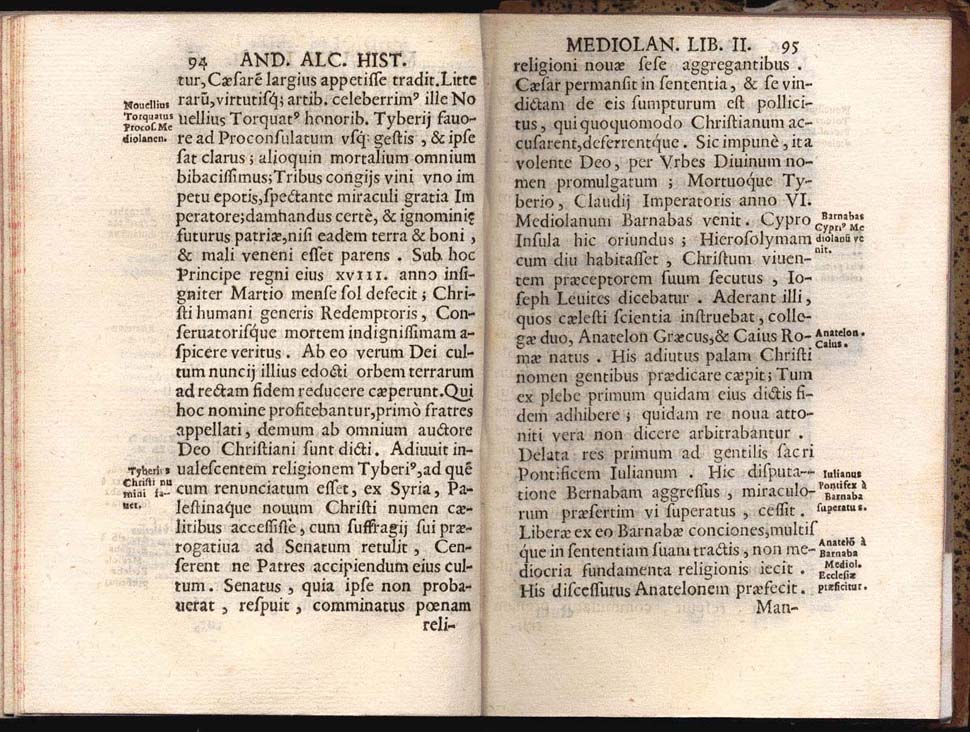 94 AND. ALC. HIST.
tur, Cæsarē largius appetisse tradit. Litte
rarū, virtutisq; artib. celeberrimꝰ ille No
uellius Torquatꝰ honorib. Tyberij fauo-
re ad Proconsulatum vsq; gestis, & ipse
sat clarus; alioquin mortalium omnium
bibacissimus; Tribus congijs vini vno im
petu epotis, spectante miraculi gratia Im
peratore; damnandus certè, & ignominię
futurus patriæ, nisi eadem terra & boni,
& mali veneni esset parens. Sub hoc
Principe regni eius XVIII. anno insi-
gniter Martio mense sol defecit; Chri-
sti humani generis Redemptoris, Con-
seruatorisque mortem indignissimam a-
spicere veritus. Ab eo verum Dei cul-
tum nuncij illius edocti orbem terrarum
ad rectam fidem reducere cæperunt. Qui
hoc nomine profitebantur, primò fratres
appellati, demum ab omnium auctore
Deo Christiani sunt dicti. Adiuuit in-
ualescentem religionem Tyberiꝰ, ad quē
cum renunciatum esset, ex Syria, Pa-
lestinaque nouum Christi numen cæ-
litibus accessisse, cum suffragij sui præ-
rogatiua ad Senatum retulit, Cen-
serent ne Patres accipiendum eius cul-
tum. Senatus, quia ipse non proba-
uerat, respuit, comminatus pœnam
reli-
Nouellius
Torquatus
Procos. Me
diolanen.
Tyberius
Christi nu
mini fa-
uet.
MEDIOLAN. LIB. II. 95
religioni nouæ sese aggregantibus.
Cæsar permansit in sententia, & se vin-
dictam de eis sumpturum est pollici-
tus, qui quoquomodo Christianum ac-
cusarent, deferrentque. Sic impunè, ita
volente Deo, per Vrbes Diuinum no-
men promulgatum; Mortuoque Ty-
berio, Claudij Imperatoris anno VI.
Mediolanum Barnabas venit. Cypro
Insula hic oriundus; Hierosolymam
cum diu habitasset, Christum viuen-
tem præceptorem suum secutus, Io-
seph Leuites dicebatur. Aderant illi,
quos cælesti scientia instruebat, colle-
gæ duo, Anatelon Græcus, & Caius Ro-
mæ natus. His adiutus palam Christi
nomen gentibus prædicare cæpit; Tum
ex plebe primum quidam eius dictis fi-
dem adhibere; quidam re noua atto-
niti vera non dicere arbitrabantur.
Delata res primum ad gentilis sacri
Pontificem Iulianum. Hic disputa-
tione Bernabam aggressus, miraculo-
rum præsertim vi superatus, cessit.
Liberæ ex eo Barnabæ conciones, multis
que in sententiam suam tractis, non me-
diocria fundamenta religionis iecit.
His discessurus Anatelonem præfecit.
Man-
Barnabas
Cypriꝰ Me
diolanū ve
nit.
Anatelon.
Caius.
Iulianus
Pontifex à
Barnaba
superatus.
Anatelō à
Barnaba
Mediol.
Ecclesiæ
præficitur.